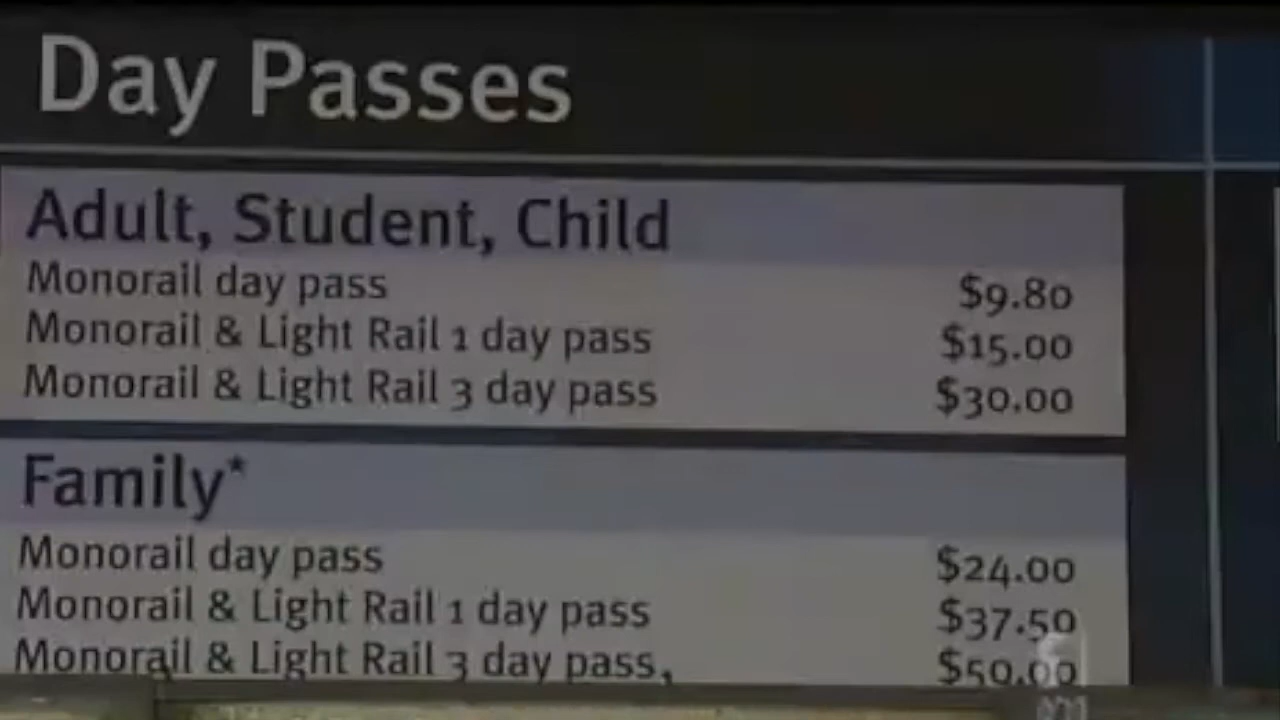 Day Passes
Adult, Student, Child
Monorail day pass $9.80
Monorail & Light Rail 1 day pass $15.00
Monorail & Light Rail 3 day pass $30.00
Family*
Monorail day pass $24.00
Monorail & Light Rail 1 day pass $37.50
Monorail & Light Rail 3 day pass, $50.00